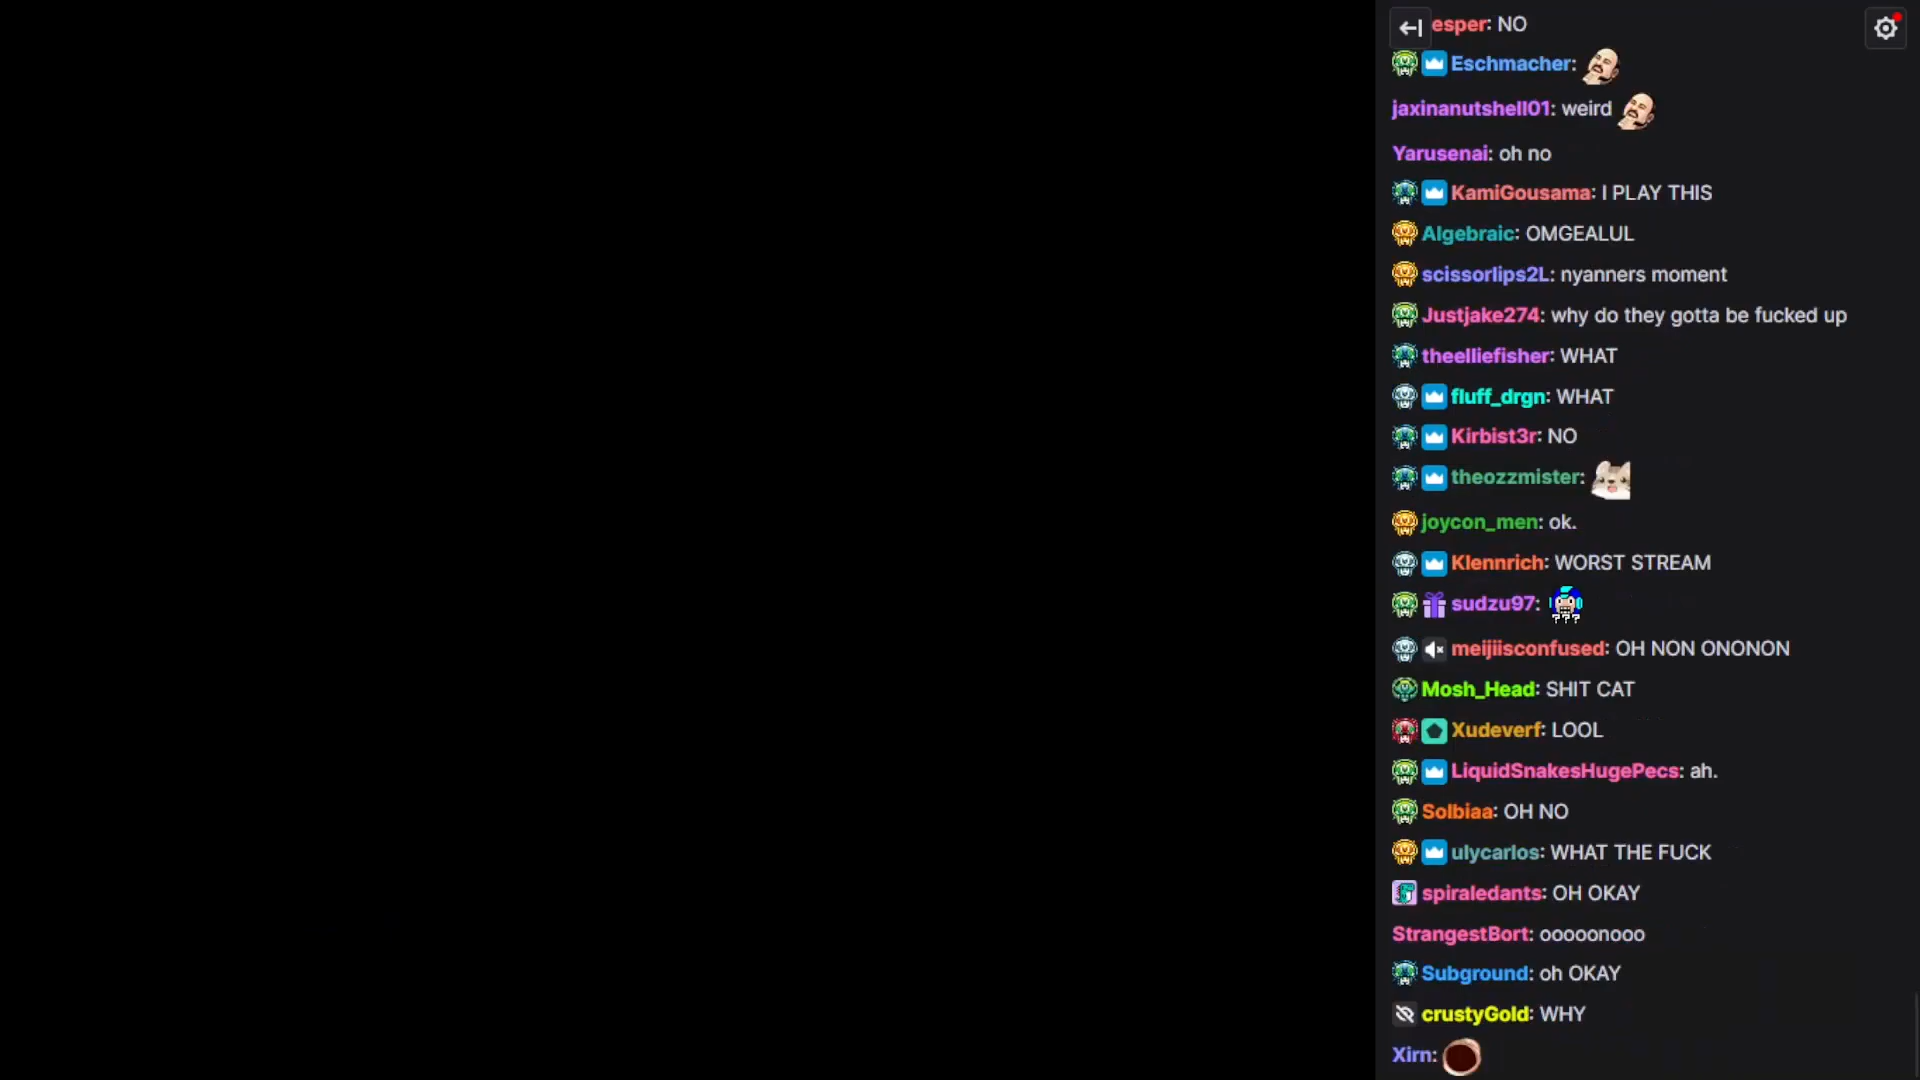 esper: NO
Eschmacher:
jaxinanutshell01: weird
Yarusenai: oh no
KamiGousama: I PLAY THIS
Algebraic: OMGEALUL
scissorlips2L: nyanners moment
Justjake274: why do they gotta be fucked up
theelliefisher: WHAT
fluff_drgn: WHAT
Kirbist3r: NO
theozzmister:
joycon_men: ok.
Klennrich: WORST STREAM
sudzu97:
meijiisconfused: OH NON ONONON
Mosh_Head: SHIT CAT
Xudeverf: LOOL
LiquidSnakesHugePecs: ah.
Solbiaa: OH NO
ulycarlos: WHAT THE FUCK
spiraledants: OH OKAY
StrangestBort: ooooonooo
Subground: oh OKAY
crustyGold: WHY
Xirn: